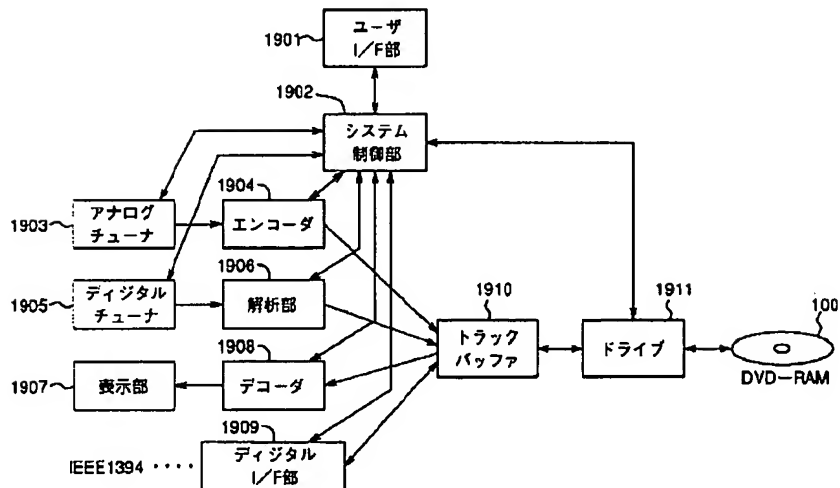 1901
ユーザ
I/F部
1902
システム
制御部
1903
アナログ
チューナ
1904
エンコーダ
1905
ディジタル
チューナ
1906
解析部
1907
表示部
1908
デコーダ
1909
ディジタル
I/F部
IEEE1394 ・・・・・
1910
トラック
バッファ
1911
ドライブ
100
DVD-RAM